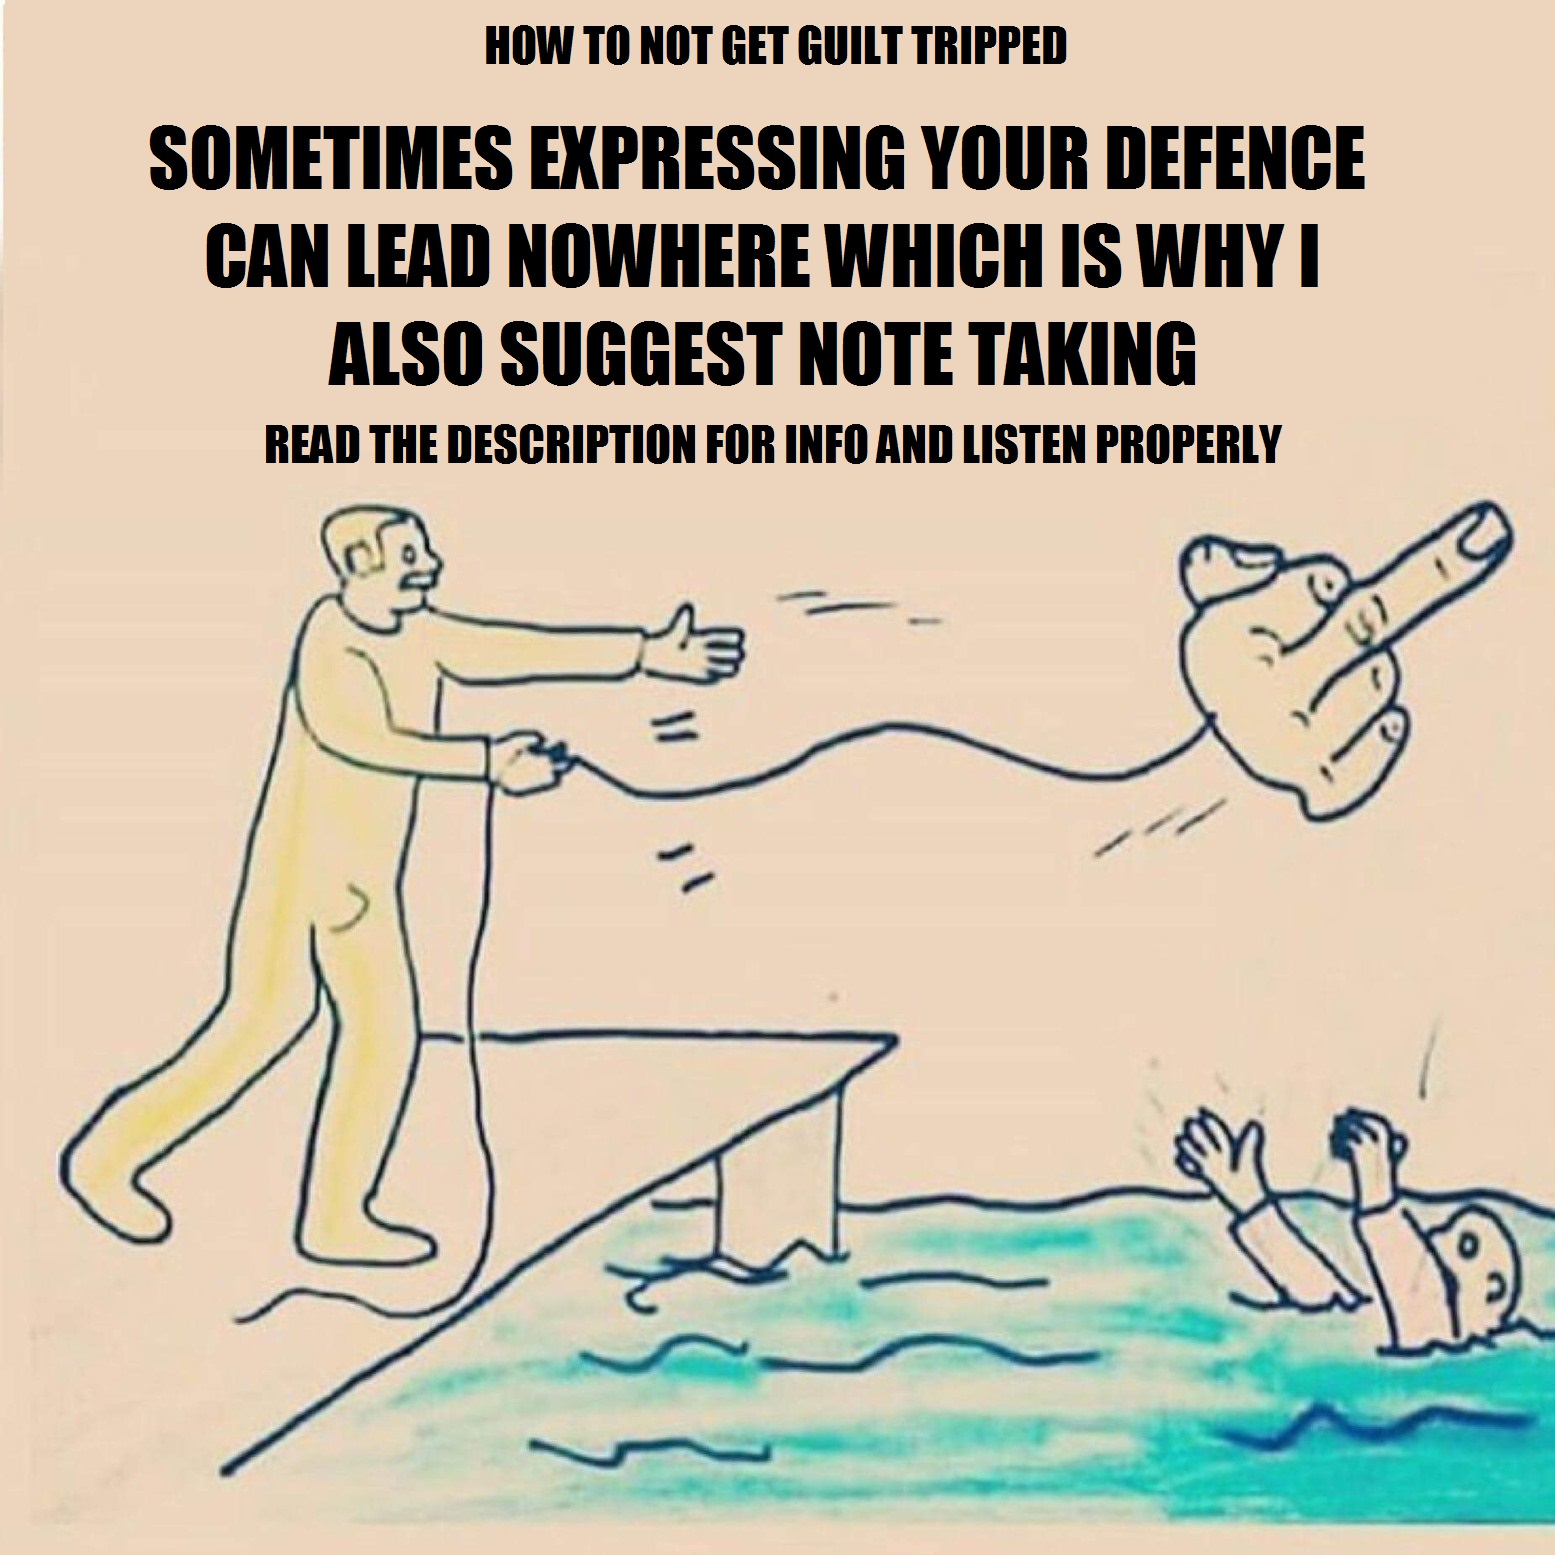 HOW TO NOT GET GUILT TRIPPED
SOMETIMES EXPRESSING YOUR DEFENCE
CAN LEAD NOWHERE WHICH IS WHY I
ALSO SUGGEST NOTE TAKING
READ THE DESCRIPTION FOR INFO AND LISTEN PROPERLY